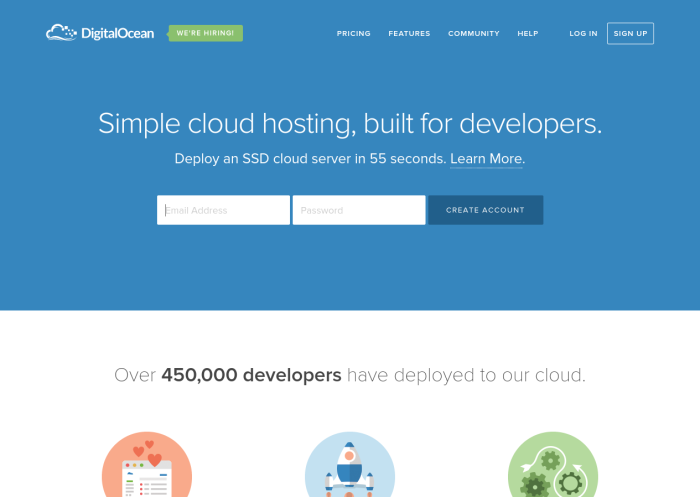 DigitalOcean
WE'RE HIRING!
PRICING FEATURES COMMUNITY HELP LOG IN SIGN UP
Simple cloud hosting, built for developers.
Deploy an SSD cloud server in 55 seconds. Learn More.
Email Address Password CREATE ACCOUNT
Over 450,000 developers have deployed to our cloud.